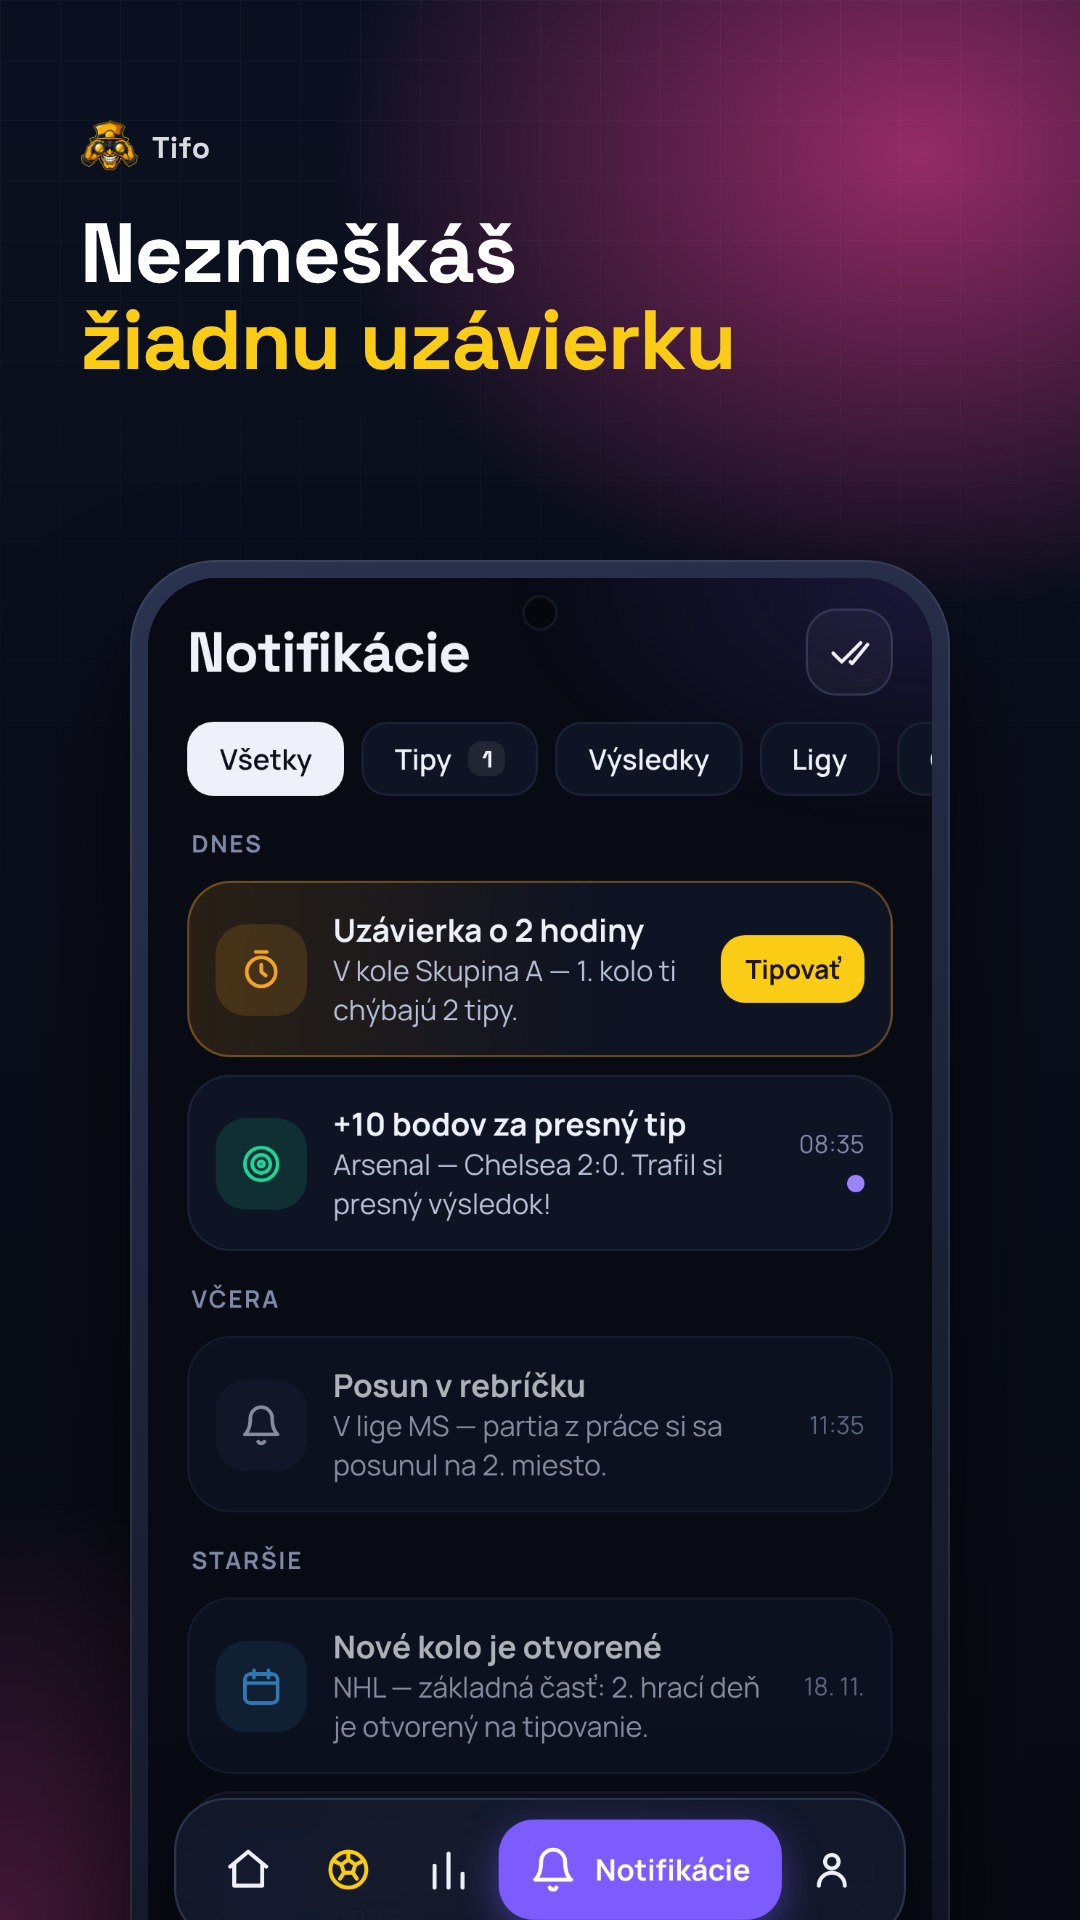 Tifo
Nezmeškáš
žiadnu uzávierku
Notifikácie
Všetky
Tipy 1
Výsledky
Ligy
DNES
Uzávierka o 2 hodiny
V kole Skupina A — 1. kolo ti
chýbajú 2 tipy.
Tipovať
+10 bodov za presný tip
Arsenal — Chelsea 2:0. Trafil si
presný výsledok!
08:35
VČERA
Posun v rebríčku
V lige MS — partia z práce si sa
posunul na 2. miesto.
11:35
STARŠIE
Nové kolo je otvorené
NHL — základná časť: 2. hrací deň
je otvorený na tipovanie.
18. 11.
Notifikácie